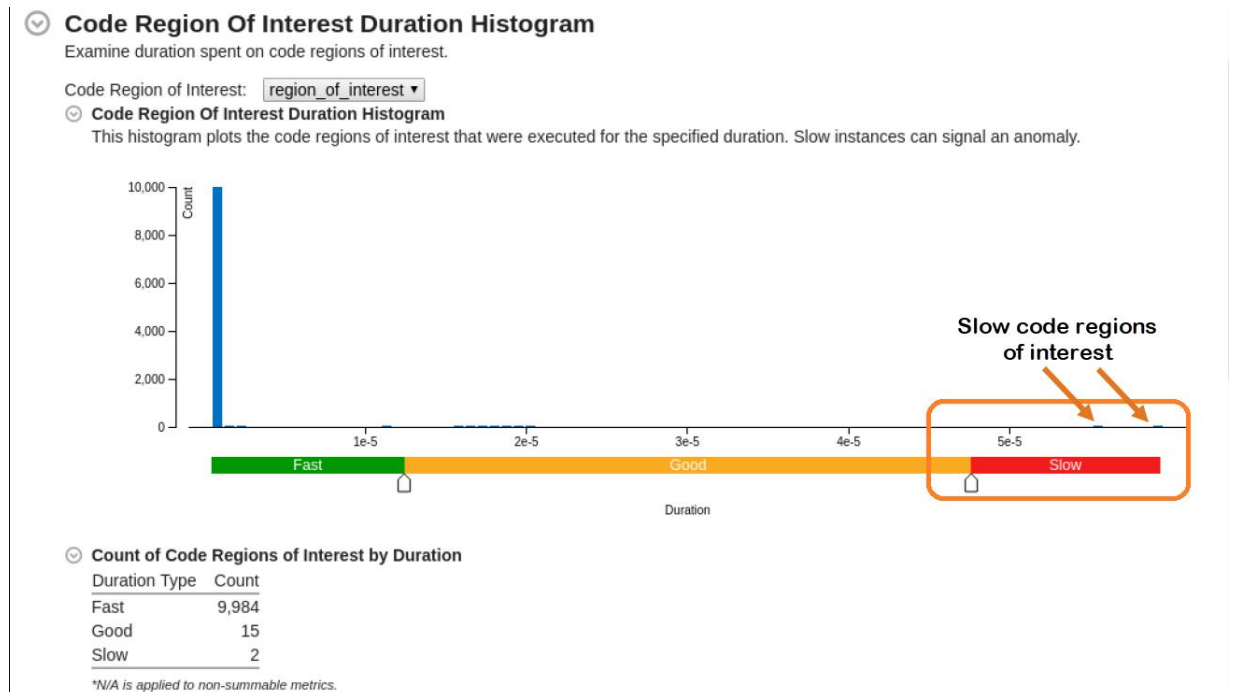 Code Region Of Interest Duration Histogram
Examine duration spent on code regions of interest.
Code Region of Interest: region_of_interest ▾
Code Region Of Interest Duration Histogram
This histogram plots the code regions of interest that were executed for the specified duration. Slow instances can signal an anomaly.
10,000
Count
8,000
6,000
4,000
2,000
0
Slow code regions
of interest
1e-5 2e-5 3e-5 4e-5 5e-5
Fast Good Slow
Duration
Count of Code Regions of Interest by Duration
Duration Type Count
Fast 9,984
Good 15
Slow 2
*N/A is applied to non-summable metrics.